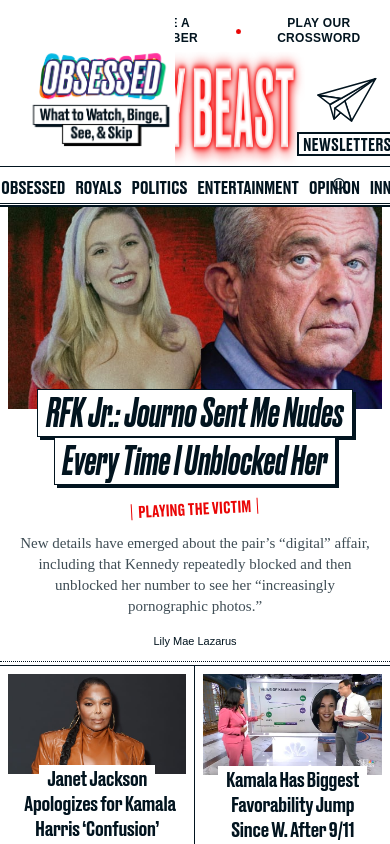 E A
BER
PLAY OUR
CROSSWORD
OBSESSED
What to Watch, Binge,
See, & Skip
Y BEAST
NEWSLETTERS
OBSESSED ROYALS POLITICS ENTERTAINMENT OPINION INN
RFK Jr.: Journo Sent Me Nudes
Every Time I Unblocked Her
PLAYING THE VICTIM
New details have emerged about the pair’s “digital” affair,
including that Kennedy repeatedly blocked and then
unblocked her number to see her “increasingly
pornographic photos.”
Lily Mae Lazarus
Janet Jackson
Apologizes for Kamala
Harris ‘Confusion’
Kamala Has Biggest
Favorability Jump
Since W. After 9/11